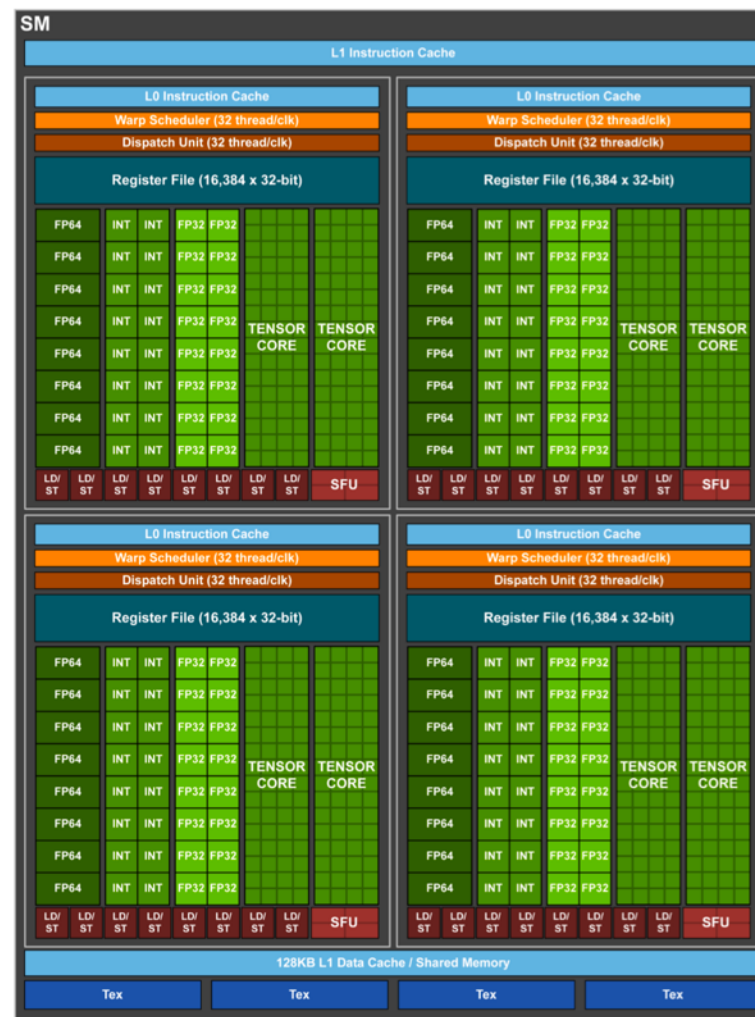 SM
L1 Instruction Cache
L0 Instruction Cache
Warp Scheduler (32 thread/clk)
Dispatch Unit (32 thread/clk)
Register File (16,384 x 32-bit)
FP64 INT INT FP32 FP32
FP64 INT INT FP32 FP32
FP64 INT INT FP32 FP32
FP64 INT INT FP32 FP32 TENSOR CORE TENSOR CORE
FP64 INT INT FP32 FP32
FP64 INT INT FP32 FP32
FP64 INT INT FP32 FP32
FP64 INT INT FP32 FP32
LD/ST LD/ST LD/ST LD/ST LD/ST LD/ST LD/ST LD/ST SFU
L0 Instruction Cache
Warp Scheduler (32 thread/clk)
Dispatch Unit (32 thread/clk)
Register File (16,384 x 32-bit)
FP64 INT INT FP32 FP32
FP64 INT INT FP32 FP32
FP64 INT INT FP32 FP32
FP64 INT INT FP32 FP32 TENSOR CORE TENSOR CORE
FP64 INT INT FP32 FP32
FP64 INT INT FP32 FP32
FP64 INT INT FP32 FP32
FP64 INT INT FP32 FP32
LD/ST LD/ST LD/ST LD/ST LD/ST LD/ST LD/ST LD/ST SFU
L0 Instruction Cache
Warp Scheduler (32 thread/clk)
Dispatch Unit (32 thread/clk)
Register File (16,384 x 32-bit)
FP64 INT INT FP32 FP32
FP64 INT INT FP32 FP32
FP64 INT INT FP32 FP32
FP64 INT INT FP32 FP32 TENSOR CORE TENSOR CORE
FP64 INT INT FP32 FP32
FP64 INT INT FP32 FP32
FP64 INT INT FP32 FP32
FP64 INT INT FP32 FP32
LD/ST LD/ST LD/ST LD/ST LD/ST LD/ST LD/ST LD/ST SFU
L0 Instruction Cache
Warp Scheduler (32 thread/clk)
Dispatch Unit (32 thread/clk)
Register File (16,384 x 32-bit)
FP64 INT INT FP32 FP32
FP64 INT INT FP32 FP32
FP64 INT INT FP32 FP32
FP64 INT INT FP32 FP32 TENSOR CORE TENSOR CORE
FP64 INT INT FP32 FP32
FP64 INT INT FP32 FP32
FP64 INT INT FP32 FP32
FP64 INT INT FP32 FP32
LD/ST LD/ST LD/ST LD/ST LD/ST LD/ST LD/ST LD/ST SFU
128KB L1 Data Cache / Shared Memory
Tex Tex Tex Tex